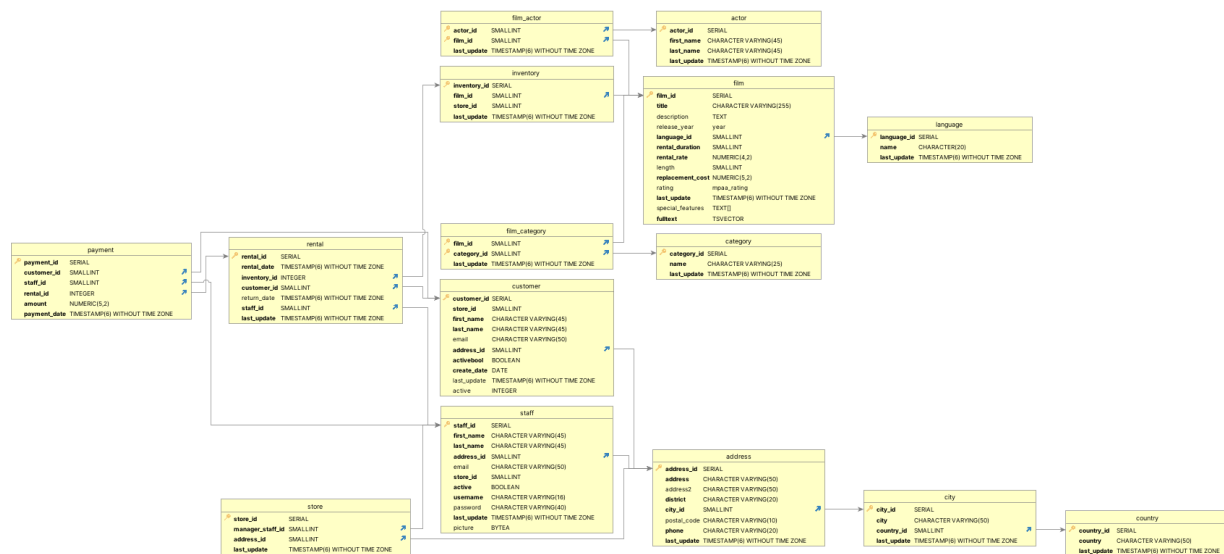 film_actor
actor_id SMALLINT
film_id SMALLINT
last_update TIMESTAMP(6) WITHOUT TIME ZONE
actor
actor_id SERIAL
first_name CHARACTER VARYING(45)
last_name CHARACTER VARYING(45)
last_update TIMESTAMP(6) WITHOUT TIME ZONE
inventory
inventory_id SERIAL
film_id SMALLINT
store_id SMALLINT
last_update TIMESTAMP(6) WITHOUT TIME ZONE
film
film_id SERIAL
title CHARACTER VARYING(255)
description TEXT
release_year year
language_id SMALLINT
rental_duration SMALLINT
rental_rate NUMERIC(4,2)
length SMALLINT
replacement_cost NUMERIC(5,2)
rating mpaa_rating
last_update TIMESTAMP(6) WITHOUT TIME ZONE
special_features TEXT[]
fulltext TSVECTOR
language
language_id SERIAL
name CHARACTER(20)
last_update TIMESTAMP(6) WITHOUT TIME ZONE
film_category
film_id SMALLINT
category_id SMALLINT
last_update TIMESTAMP(6) WITHOUT TIME ZONE
category
category_id SERIAL
name CHARACTER VARYING(25)
last_update TIMESTAMP(6) WITHOUT TIME ZONE
payment
payment_id SERIAL
customer_id SMALLINT
staff_id SMALLINT
rental_id INTEGER
amount NUMERIC(5,2)
payment_date TIMESTAMP(6) WITHOUT TIME ZONE
rental
rental_id SERIAL
rental_date TIMESTAMP(6) WITHOUT TIME ZONE
inventory_id INTEGER
customer_id SMALLINT
return_date TIMESTAMP(6) WITHOUT TIME ZONE
staff_id SMALLINT
last_update TIMESTAMP(6) WITHOUT TIME ZONE
customer
customer_id SERIAL
store_id SMALLINT
first_name CHARACTER VARYING(45)
last_name CHARACTER VARYING(45)
email CHARACTER VARYING(50)
address_id SMALLINT
activebool BOOLEAN
create_date DATE
last_update TIMESTAMP(6) WITHOUT TIME ZONE
active INTEGER
staff
staff_id SERIAL
first_name CHARACTER VARYING(45)
last_name CHARACTER VARYING(45)
address_id SMALLINT
email CHARACTER VARYING(50)
store_id SMALLINT
active BOOLEAN
username CHARACTER VARYING(16)
password CHARACTER VARYING(40)
last_update TIMESTAMP(6) WITHOUT TIME ZONE
picture BYTEA
store
store_id SERIAL
manager_staff_id SMALLINT
address_id SMALLINT
last_update TIMESTAMP(6) WITHOUT TIME ZONE
address
address_id SERIAL
address CHARACTER VARYING(50)
address2 CHARACTER VARYING(50)
district CHARACTER VARYING(20)
city_id SMALLINT
postal_code CHARACTER VARYING(10)
phone CHARACTER VARYING(20)
last_update TIMESTAMP(6) WITHOUT TIME ZONE
city
city_id SERIAL
city CHARACTER VARYING(50)
country_id SMALLINT
last_update TIMESTAMP(6) WITHOUT TIME ZONE
country
country_id SERIAL
country CHARACTER VARYING(50)
last_update TIMESTAMP(6) WITHOUT TIME ZONE